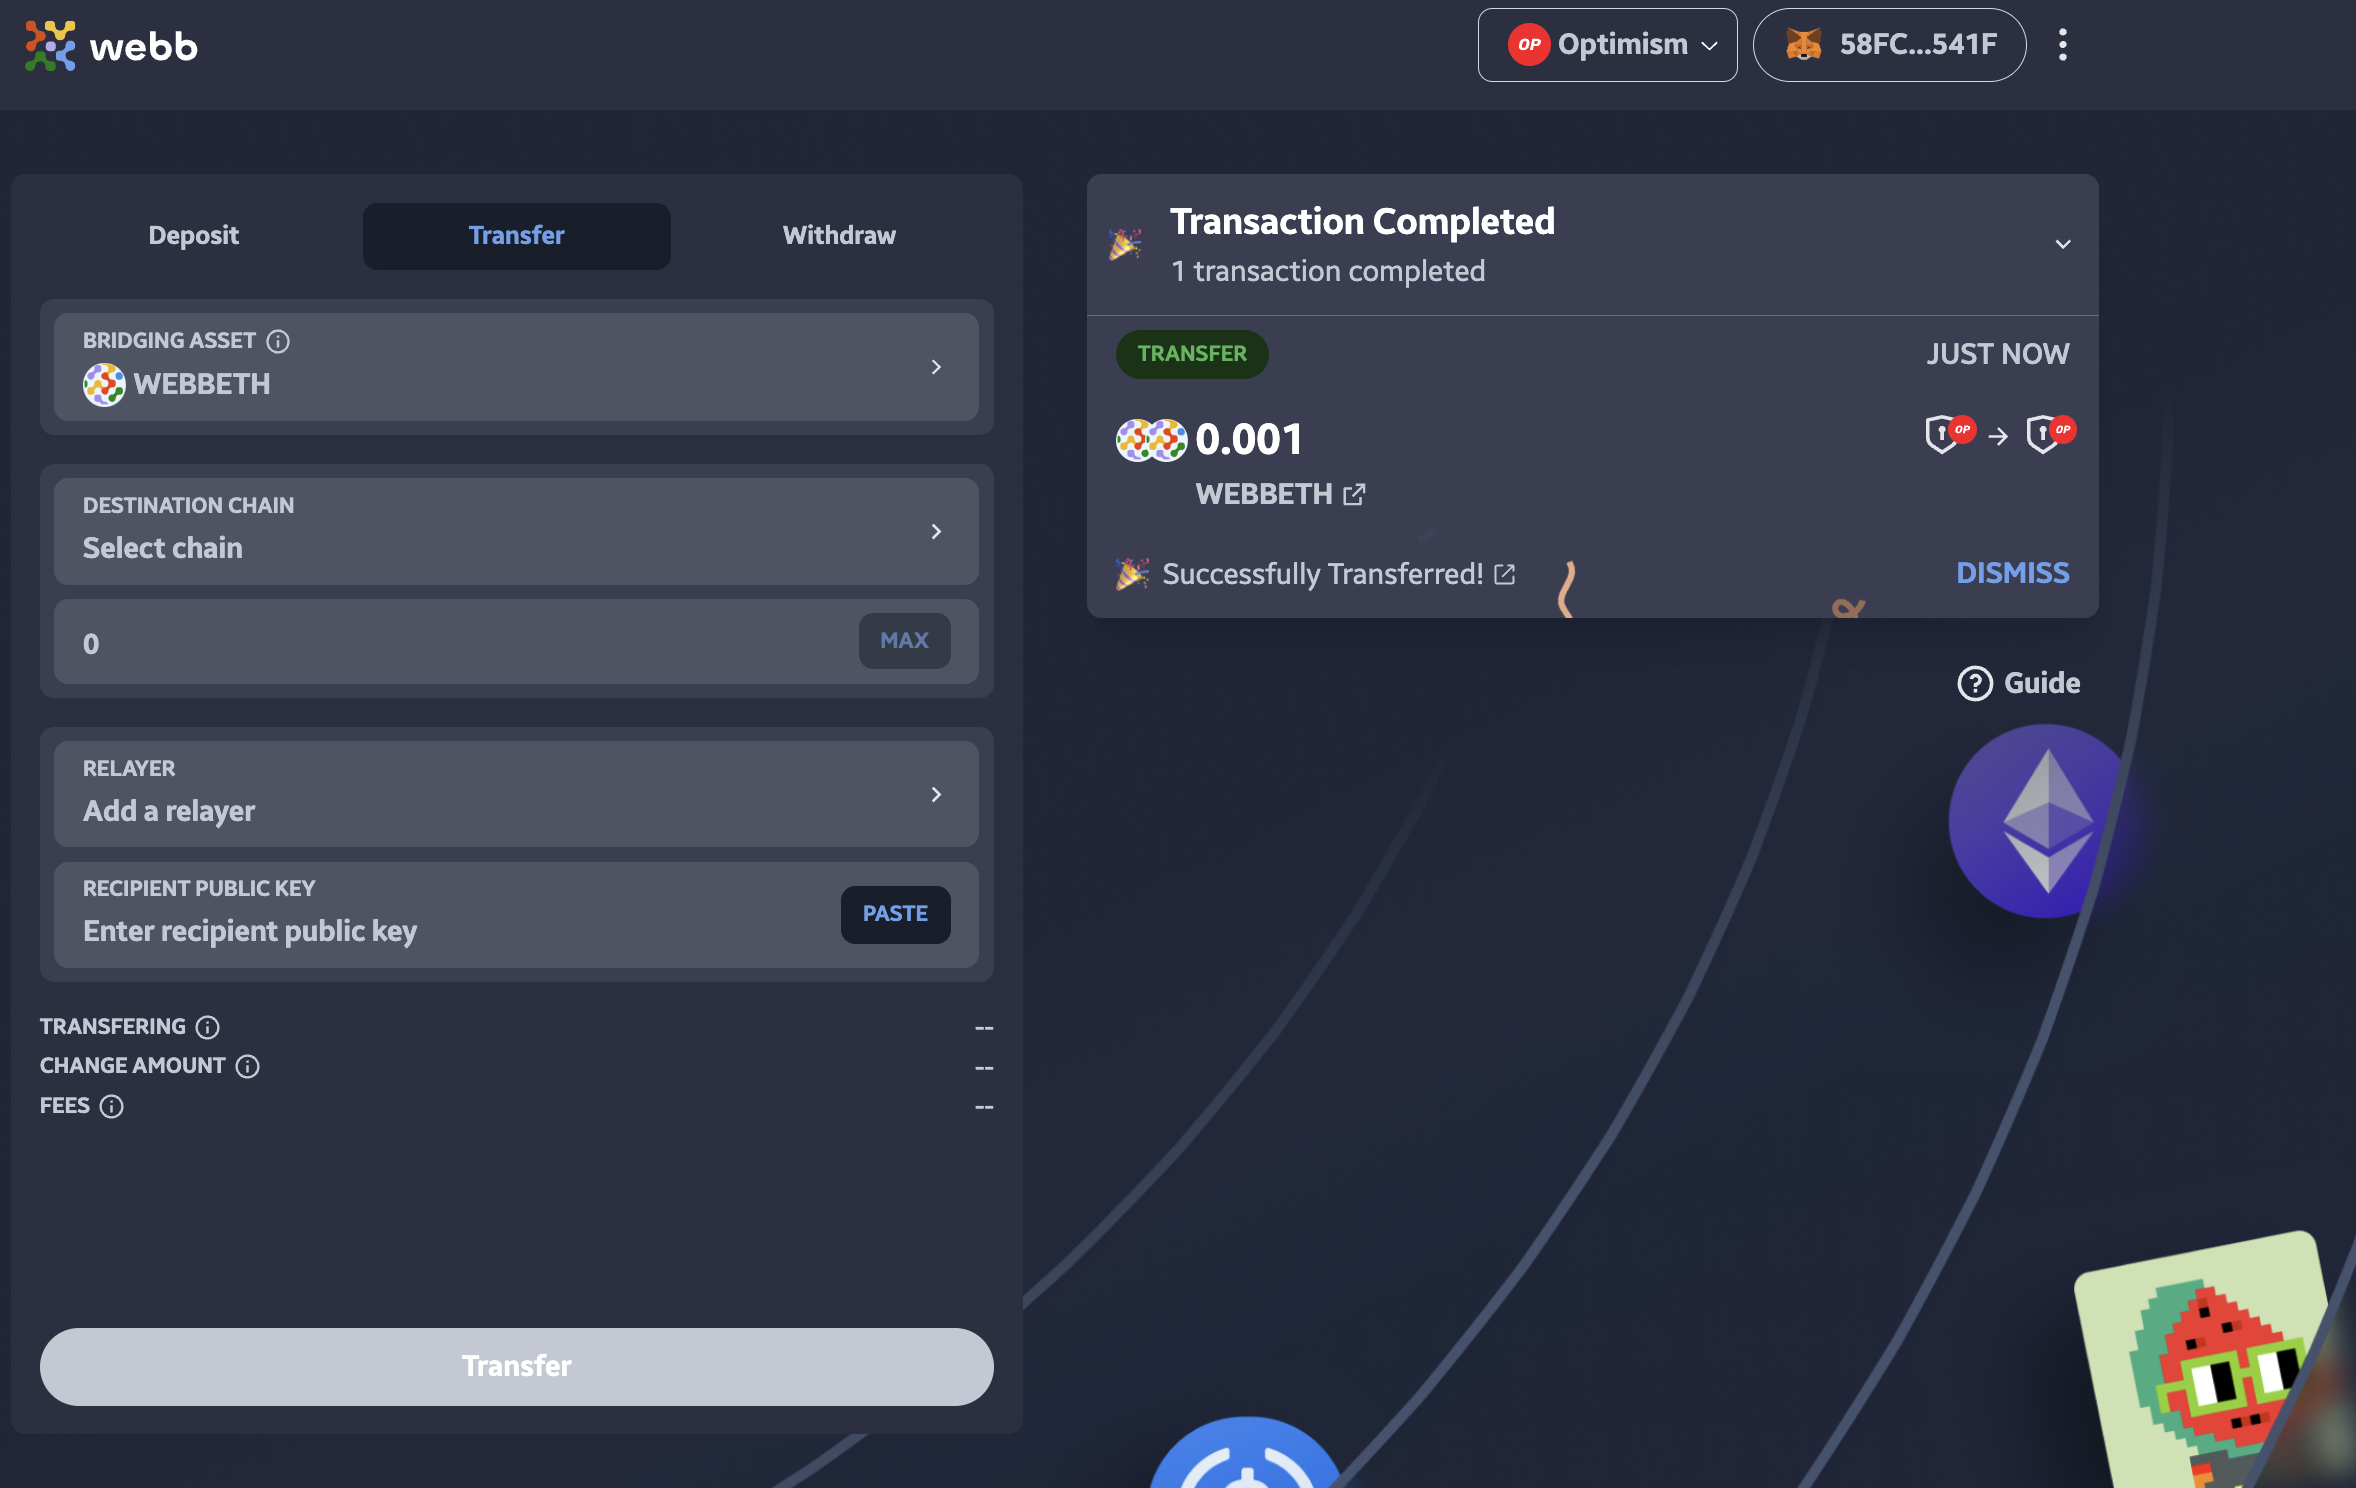 webb
OP Optimism
58FC...541F
Deposit
Transfer
Withdraw
BRIDGING ASSET
WEBBETH
DESTINATION CHAIN
Select chain
0
MAX
RELAYER
Add a relayer
RECIPIENT PUBLIC KEY
Enter recipient public key
PASTE
TRANSFERING
--
CHANGE AMOUNT
--
FEES
--
Transfer
Transaction Completed
1 transaction completed
TRANSFER
JUST NOW
0.001
OP
OP
WEBBETH
Successfully Transferred!
DISMISS
Guide